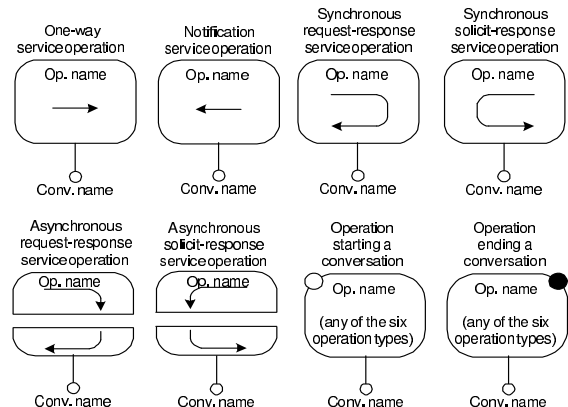 One-way
service operation
Op. name
Conv. name
Notification
service operation
Op. name
Conv. name
Synchronous
request-response
service operation
Op. name
Conv. name
Synchronous
solicit-response
service operation
Op. name
Conv. name
Asynchronous
request-response
service operation
Op. name
Conv. name
Asynchronous
solicit-response
service operation
Op. name
Conv. name
Operation
starting a
conversation
Op. name
(any of the six
operation types)
Conv. name
Operation
ending a
conversation
Op. name
(any of the six
operation types)
Conv. name